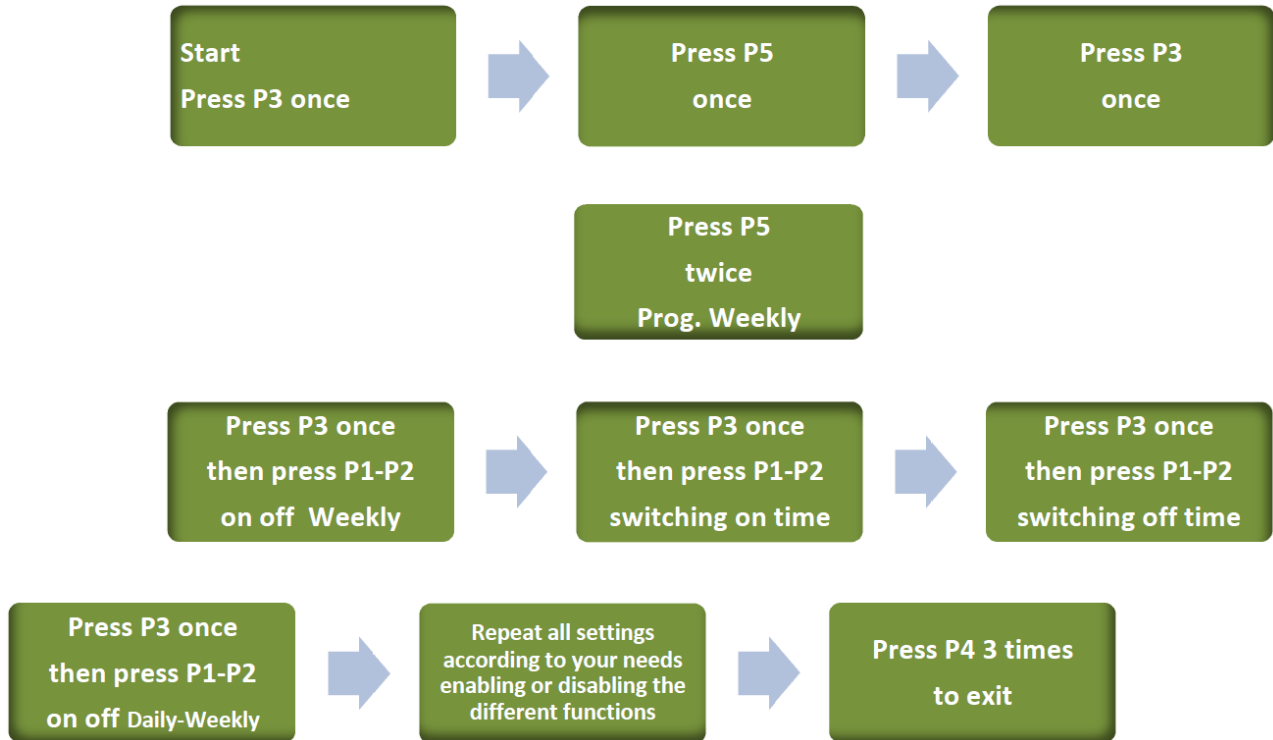 Start
Press P3 once
Press P5
once
Press P3
once
Press P5
twice
Prog. Weekly
Press P3 once
then press P1-P2
on off Weekly
Press P3 once
then press P1-P2
switching on time
Press P3 once
then press P1-P2
switching off time
Press P3 once
then press P1-P2
on off Daily-Weekly
Repeat all settings
according to your needs
enabling or disabling the
different functions
Press P4 3 times
to exit